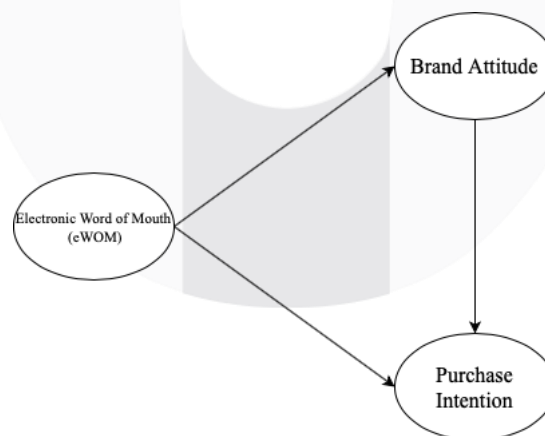 Brand Attitude
Electronic Word of Mouth
(eWOM)
Purchase
Intention